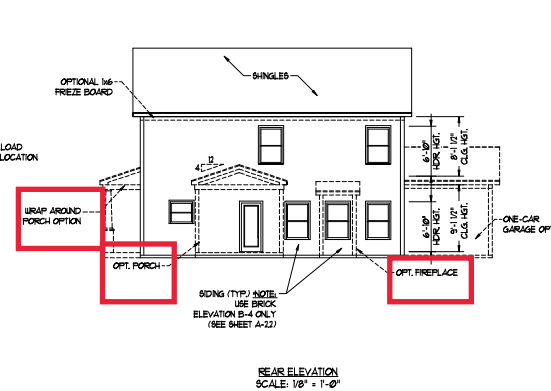 OPTIONAL 1x6
FRIEZE BOARD
SHINGLES
LOAD
LOCATION
12
4
6'-10"
HDR. HGT.
8'-1 1/2"
CLG. HGT.
WRAP AROUND
PORCH OPTION
6'-10"
HDR. HGT.
9'-1 1/2"
CLG. HGT.
ONE-CAR
GARAGE OP
OPT. PORCH
OPT. FIREPLACE
SIDING (TYP.) NOTE:
USE BRICK
ELEVATION B-4 ONLY
(SEE SHEET A-2.2)
REAR ELEVATION
SCALE: 1/8" = 1'-0"